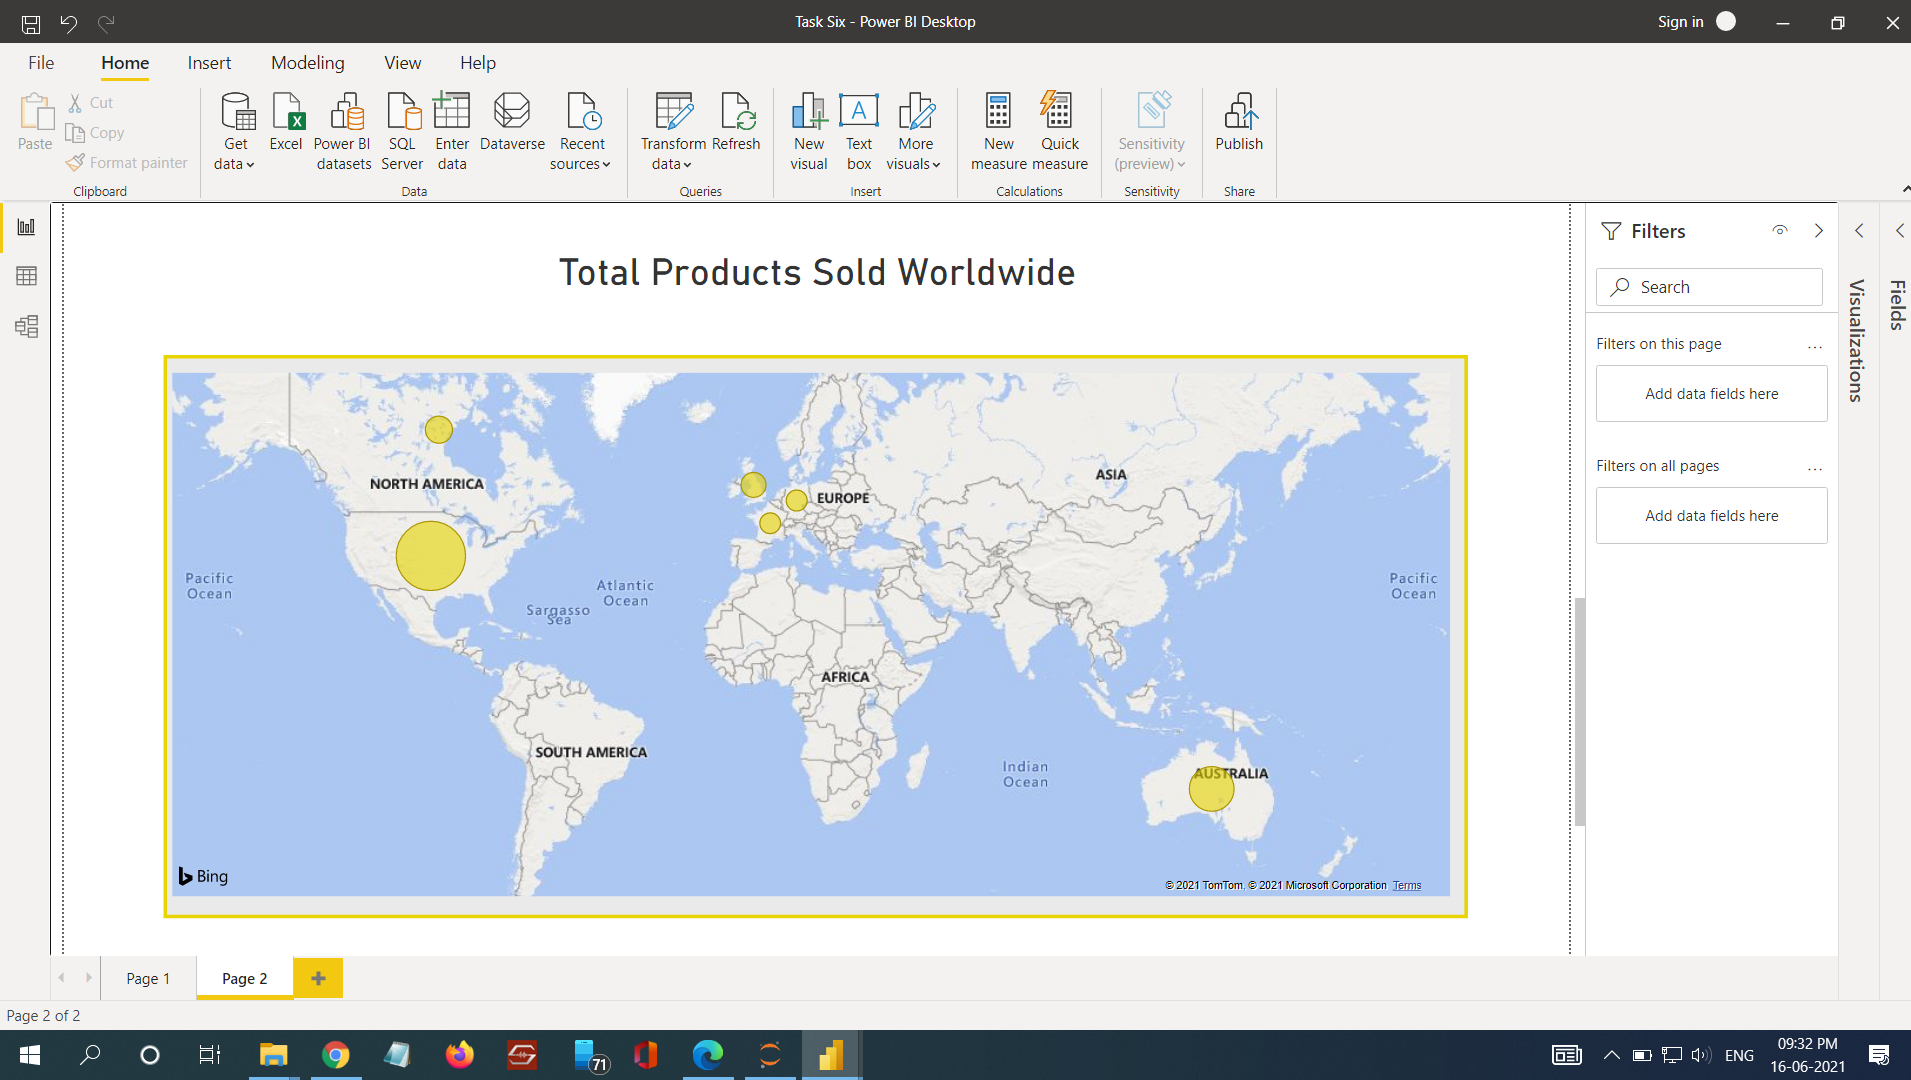 Task Six - Power BI Desktop
Sign in
File Home Insert Modeling View Help
Paste
Cut
Copy
Format painter
Clipboard
Get data
Excel
Power BI datasets
SQL Server
Enter data
Dataverse
Recent sources
Data
Transform data
Refresh
Queries
New visual
Text box
More visuals
Insert
New measure
Quick measure
Calculations
Sensitivity (preview)
Sensitivity
Publish
Share
Total Products Sold Worldwide
NORTH AMERICA
EUROPE
ASIA
Pacific
Ocean
Atlantic
Ocean
Sargasso
Sea
Pacific
Ocean
AFRICA
SOUTH AMERICA
Indian
Ocean
AUSTRALIA
Bing
© 2021 TomTom, © 2021 Microsoft Corporation Terms
Filters
Search
Filters on this page ...
Add data fields here
Filters on all pages ...
Add data fields here
Visualizations
Fields
Page 1
Page 2
Page 2 of 2
71
ENG
09:32 PM
16-06-2021